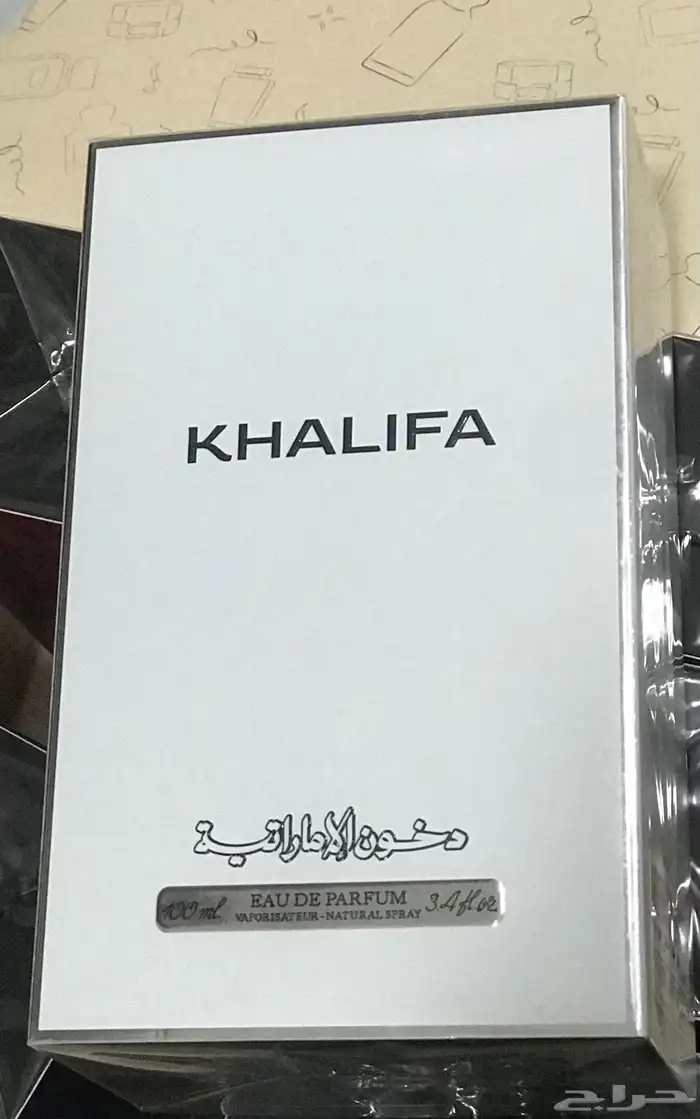 KHALIFA
دخون الإماراتية
100 ml. EAU DE PARFUM 3.4 fl oz
VAPORISATEUR-NATURAL SPRAY
حراج